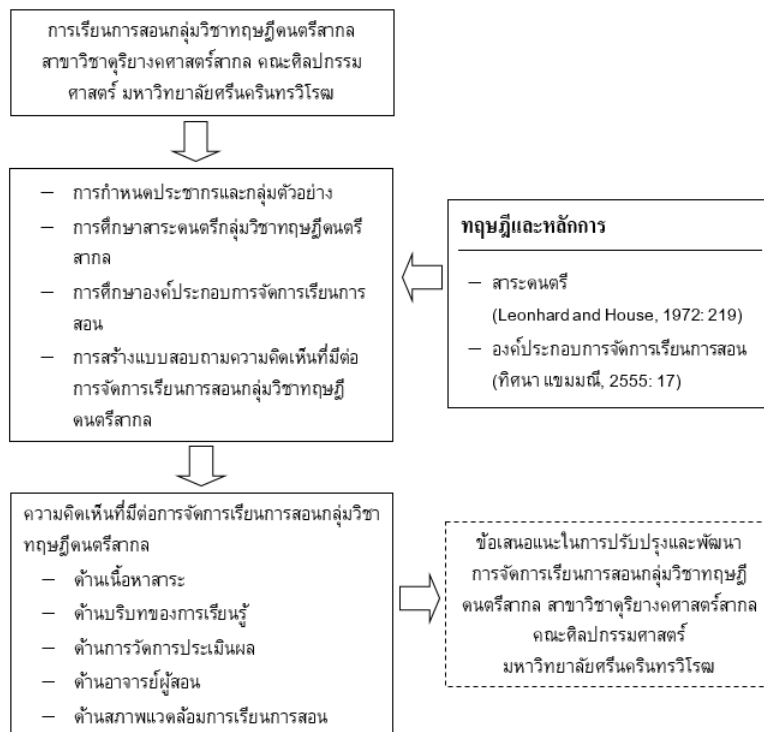 การเรียนการสอนกลุ่มวิชาทฤษฎีดนตรีสากล
สาขาวิชาดุริยางคศาสตร์สากล คณะศิลปกรรม
ศาสตร์ มหาวิทยาลัยศรีนครินทรวิโรฒ
– การกำหนดประชากรและกลุ่มตัวอย่าง
– การศึกษาสาระดนตรีกลุ่มวิชาทฤษฎีดนตรี
สากล
– การศึกษาองค์ประกอบการจัดการเรียนการ
สอน
– การสร้างแบบสอบถามความคิดเห็นที่มีต่อ
การจัดการเรียนการสอนกลุ่มวิชาทฤษฎี
ดนตรีสากล
ทฤษฎีและหลักการ
– สาระดนตรี
(Leonhard and House, 1972: 219)
– องค์ประกอบการจัดการเรียนการสอน
(ทิศนา แขมมณี, 2555: 17)
ความคิดเห็นที่มีต่อการจัดการเรียนการสอนกลุ่มวิชา
ทฤษฎีดนตรีสากล
– ด้านเนื้อหาสาระ
– ด้านบริบทของการเรียนรู้
– ด้านการวัดการประเมินผล
– ด้านอาจารย์ผู้สอน
– ด้านสภาพแวดล้อมการเรียนการสอน
ข้อเสนอแนะในการปรับปรุงและพัฒนา
การจัดการเรียนการสอนกลุ่มวิชาทฤษฎี
ดนตรีสากล สาขาวิชาดุริยางคศาสตร์สากล
คณะศิลปกรรมศาสตร์
มหาวิทยาลัยศรีนครินทรวิโรฒ